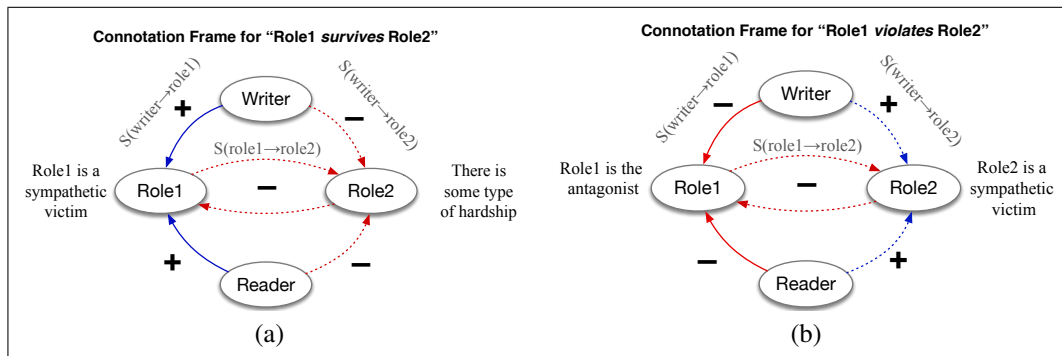 Connotation Frame for “Role1 survives Role2”
Writer
S(writer→role1)
S(writer→role2)
+
−
S(role1→role2)
Role1 is a
sympathetic
victim
Role1
−
Role2
There is
some type
of hardship
+
−
Reader
(a)
Connotation Frame for “Role1 violates Role2”
Writer
S(writer→role1)
S(writer→role2)
−
+
S(role1→role2)
Role1 is the
antagonist
Role1
−
Role2
Role2 is a
sympathetic
victim
−
+
Reader
(b)